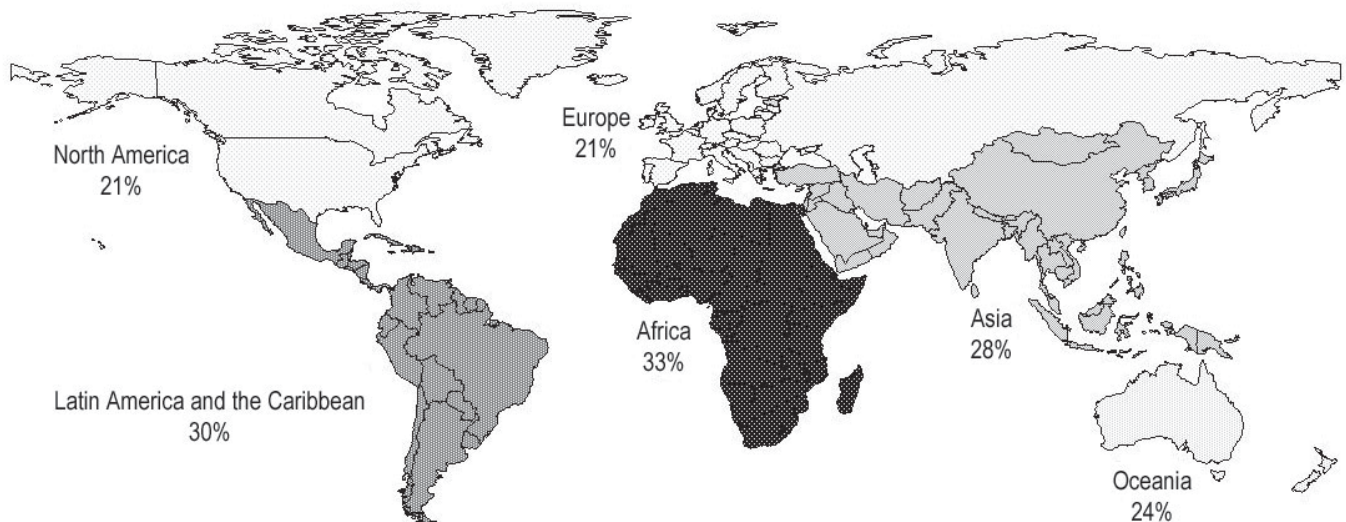 North America
21%
Europe
21%
Latin America and the Caribbean
30%
Africa
33%
Asia
28%
Oceania
24%